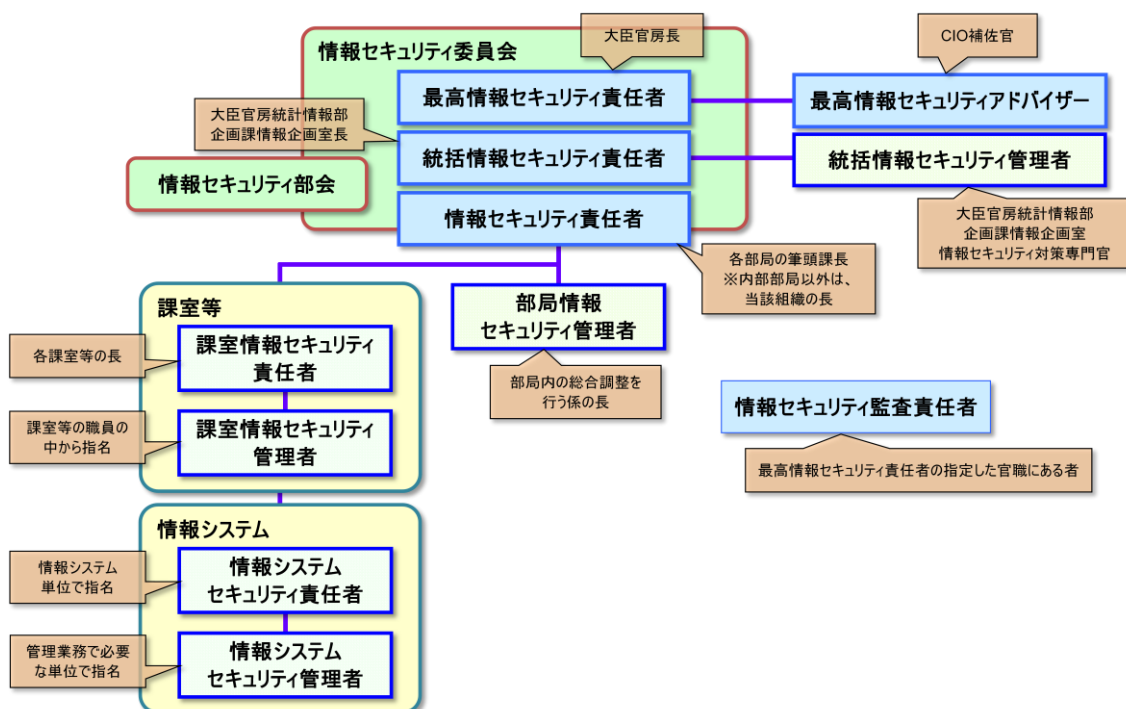 情報セキュリティ委員会
大臣官房長
CIO補佐官
最高情報セキュリティ責任者
最高情報セキュリティアドバイザー
大臣官房統計情報部
企画課情報企画室長
統括情報セキュリティ責任者
統括情報セキュリティ管理者
情報セキュリティ部会
情報セキュリティ責任者
大臣官房統計情報部
企画課情報企画室
情報セキュリティ対策専門官
各部局の筆頭課長
※内部部局以外は、
当該組織の長
課室等
部局情報
セキュリティ管理者
各課室等の長
課室情報セキュリティ
責任者
部局内の総合調整を
行う係の長
情報セキュリティ監査責任者
課室等の職員の
中から指名
課室情報セキュリティ
管理者
最高情報セキュリティ責任者の指定した官職にある者
情報システム
情報システム
単位で指名
情報システム
セキュリティ責任者
管理業務で必要
な単位で指名
情報システム
セキュリティ管理者